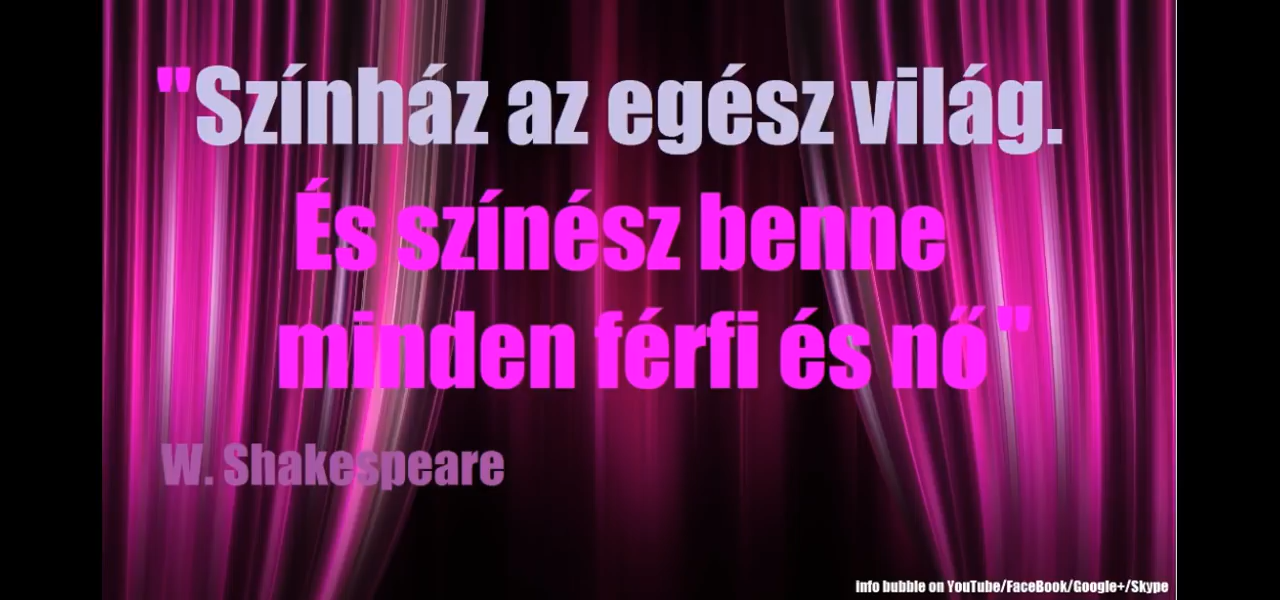 "Színház az egész világ.
És színész benne
minden férfi és nő"
W. Shakespeare
Info bubble on YouTube/FaceBook/Google+/Skype